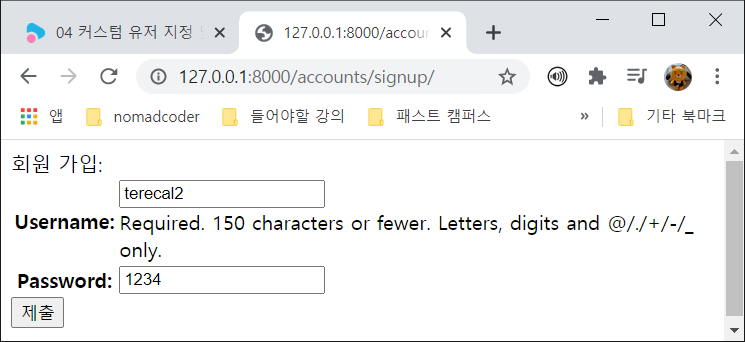 04 커스텀 유저 지정
127.0.0.1:8000/accour
127.0.0.1:8000/accounts/signup/
앱 nomadcoder 들어야할 강의 패스트 캠퍼스 » 기타 북마크
회원 가입:
terecal2
Username: Required. 150 characters or fewer. Letters, digits and @/./+/-/_
only.
Password: 1234
제출